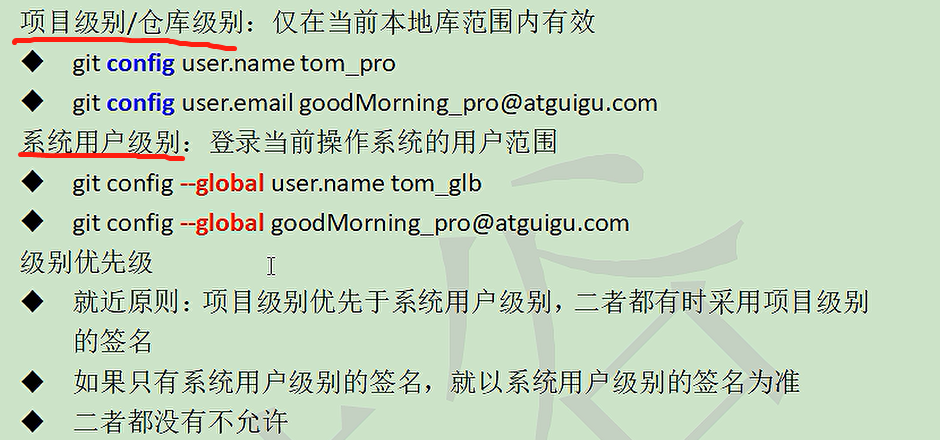 项目级别/仓库级别：仅在当前本地库范围内有效
◆ git config user.name tom_pro
◆ git config user.email goodMorning_pro@atguigu.com
系统用户级别：登录当前操作系统的用户范围
◆ git config --global user.name tom_glb
◆ git config --global goodMorning_pro@atguigu.com
级别优先级
◆ 就近原则：项目级别优先于系统用户级别，二者都有时采用项目级别
的签名
◆ 如果只有系统用户级别的签名，就以系统用户级别的签名为准
◆ 二者都没有不允许